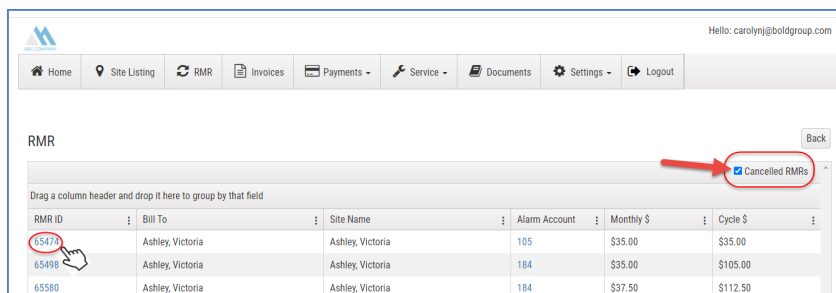 Hello: carolynj@boldgroup.com
ABC COMPANY
Home Site Listing RMR Invoices Payments Service Documents Settings Logout
RMR Back
Cancelled RMRs
Drag a column header and drop it here to group by that field
RMR ID Bill To Site Name Alarm Account Monthly $ Cycle $
65474 Ashley, Victoria Ashley, Victoria 105 $35.00 $35.00
65498 Ashley, Victoria Ashley, Victoria 184 $35.00 $105.00
65580 Ashley, Victoria Ashley, Victoria 184 $37.50 $112.50